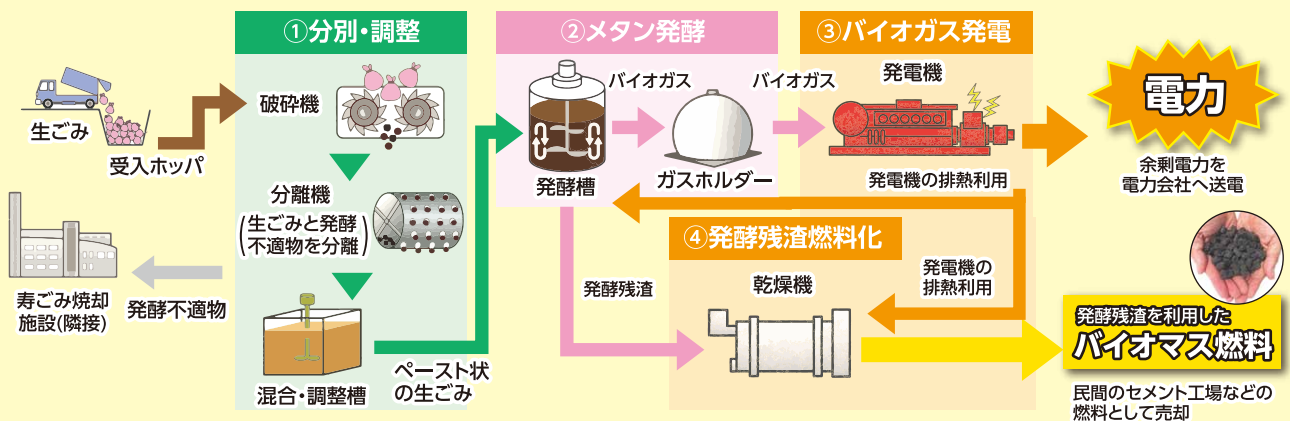 ①分別・調整
②メタン発酵
③バイオガス発電
生ごみ
受入ホッパ
破砕機
分離機
(生ごみと発酵
不適物を分離)
混合・調整槽
寿ごみ焼却
施設(隣接)
発酵不適物
ペースト状
の生ごみ
発酵槽
バイオガス
ガスホルダー
バイオガス
発電機
発電機の排熱利用
電力
余剰電力を
電力会社へ送電
④発酵残渣燃料化
発酵残渣
乾燥機
発電機の
排熱利用
発酵残渣を利用した
バイオマス燃料
民間のセメント工場などの
燃料として売却